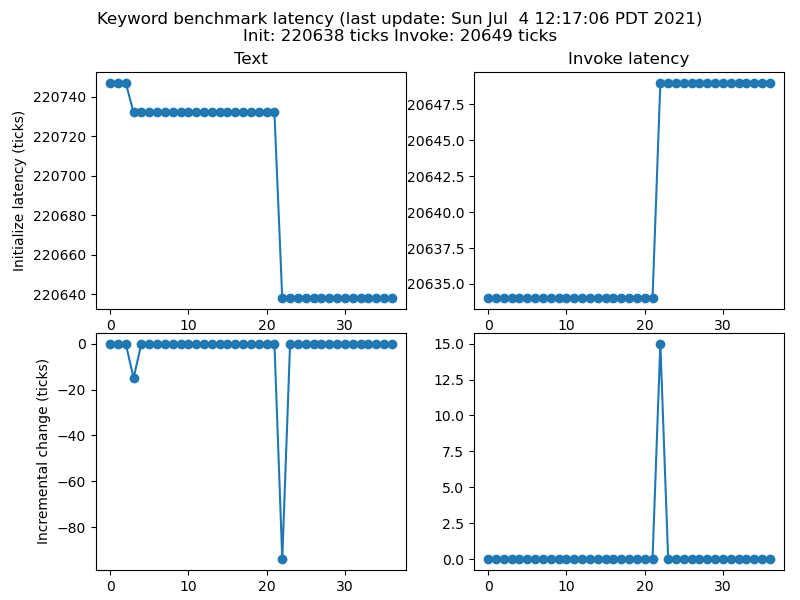 Keyword benchmark latency (last update: Sun Jul  4 12:17:06 PDT 2021)
Init: 220638 ticks Invoke: 20649 ticks
Text
Initialize latency (ticks)
220740
220720
220700
220680
220660
220640
0 10 20 30
Invoke latency
20647.5
20645.0
20642.5
20640.0
20637.5
20635.0
0 10 20 30
Incremental change (ticks)
0
−20
−40
−60
−80
0 10 20 30
15.0
12.5
10.0
7.5
5.0
2.5
0.0
0 10 20 30